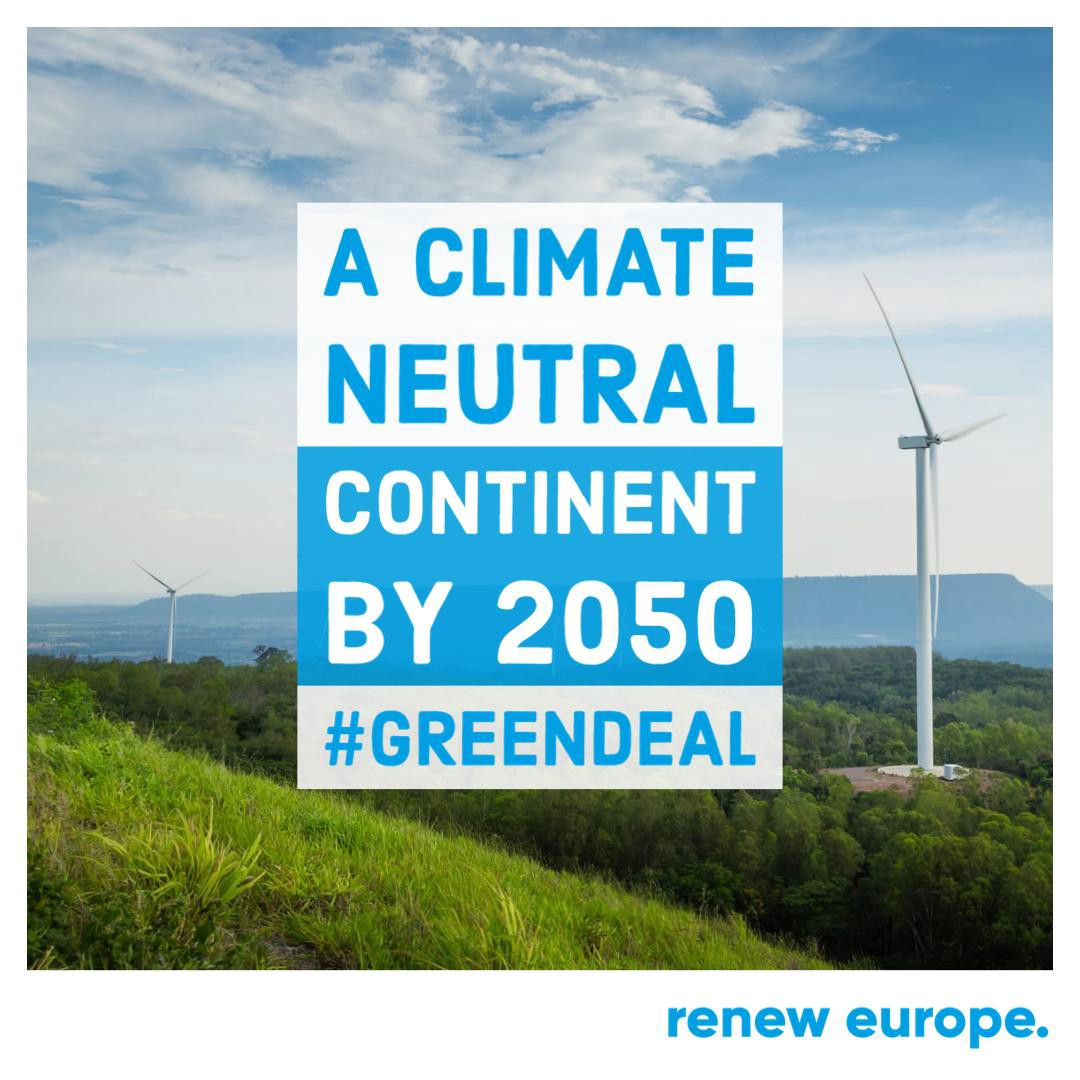 A CLIMATE
NEUTRAL
CONTINENT
BY 2050
#GREENDEAL
renew europe.